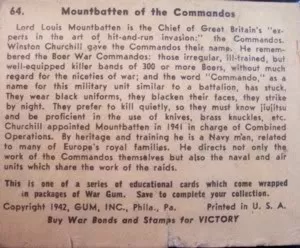 64. Mountbatten of the Commandos
Lord Louis Mountbatten is the Chief of Great Britain's "ex-
perts in the art of hit-and-run invasion:" the Commandos.
Winston Churchill gave the Commandos their name. He remem-
bered the Boer War Commandos: those irregular, ill-trained, but
well-equipped killer bands of 300 or more Boers, without much
regard for the niceties of war; and the word "Commando," as a
name for this military unit similar to a battalion, has stuck.
They wear black uniforms, they blacken their faces, they strike
by night. They prefer to kill quietly, so they must know jiujitsu
and be proficient in the use of knives, brass knuckles, etc.
Churchill appointed Mountbatten in 1941 in charge of Combined
Operations. By heritage and training he is a Navy man, related
to many of Europe's royal families. He directs not only the
work of the Commandos themselves but also the naval and air
units which share the work of the raids.
This is one of a series of educational cards which come wrapped
in packages of War Gum. Save to complete your collection.
Copyright 1942, GUM, INC., Phila., Pa. Printed in U. S. A.
Buy War Bonds and Stamps for VICTORY